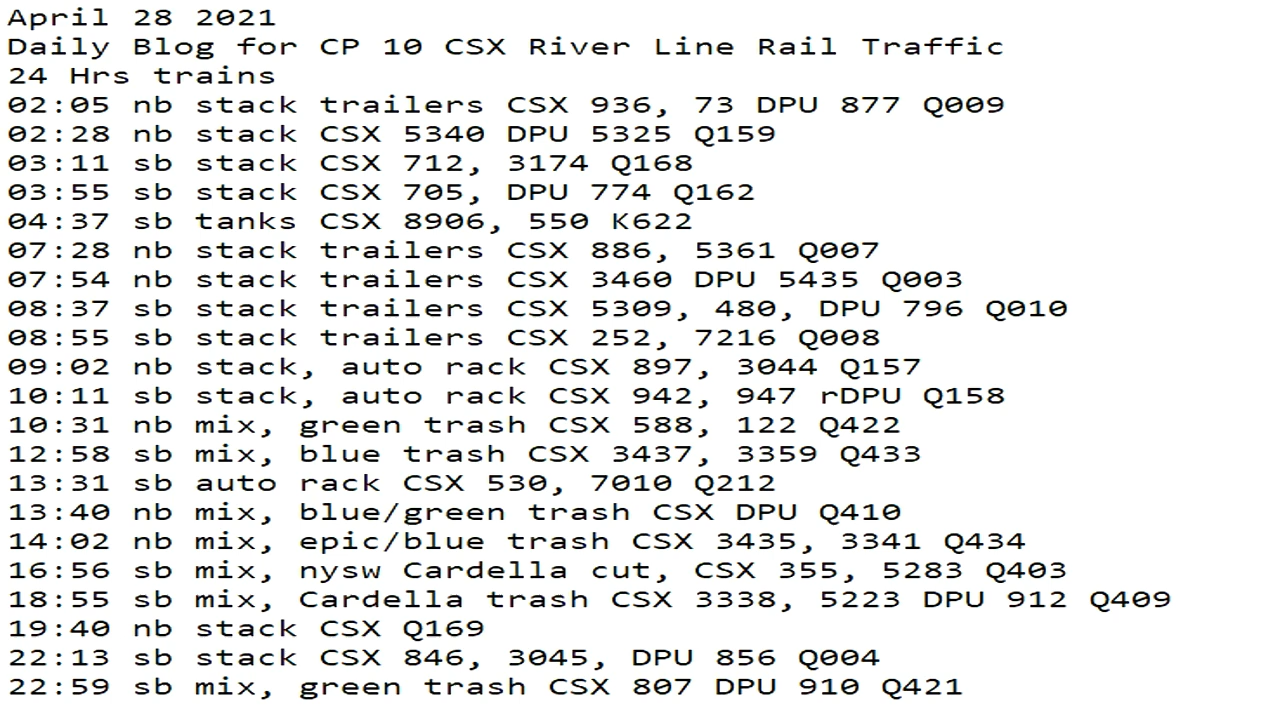 April 28 2021
Daily Blog for CP 10 CSX River Line Rail Traffic
24 Hrs trains
02:05 nb stack trailers CSX 936, 73 DPU 877 Q009
02:28 nb stack CSX 5340 DPU 5325 Q159
03:11 sb stack CSX 712, 3174 Q168
03:55 sb stack CSX 705, DPU 774 Q162
04:37 sb tanks CSX 8906, 550 K622
07:28 nb stack trailers CSX 886, 5361 Q007
07:54 nb stack trailers CSX 3460 DPU 5435 Q003
08:37 sb stack trailers CSX 5309, 480, DPU 796 Q010
08:55 sb stack trailers CSX 252, 7216 Q008
09:02 nb stack, auto rack CSX 897, 3044 Q157
10:11 sb stack, auto rack CSX 942, 947 rDPU Q158
10:31 nb mix, green trash CSX 588, 122 Q422
12:58 sb mix, blue trash CSX 3437, 3359 Q433
13:31 sb auto rack CSX 530, 7010 Q212
13:40 nb mix, blue/green trash CSX DPU Q410
14:02 nb mix, epic/blue trash CSX 3435, 3341 Q434
16:56 sb mix, nysw Cardella cut, CSX 355, 5283 Q403
18:55 sb mix, Cardella trash CSX 3338, 5223 DPU 912 Q409
19:40 nb stack CSX Q169
22:13 sb stack CSX 846, 3045, DPU 856 Q004
22:59 sb mix, green trash CSX 807 DPU 910 Q421